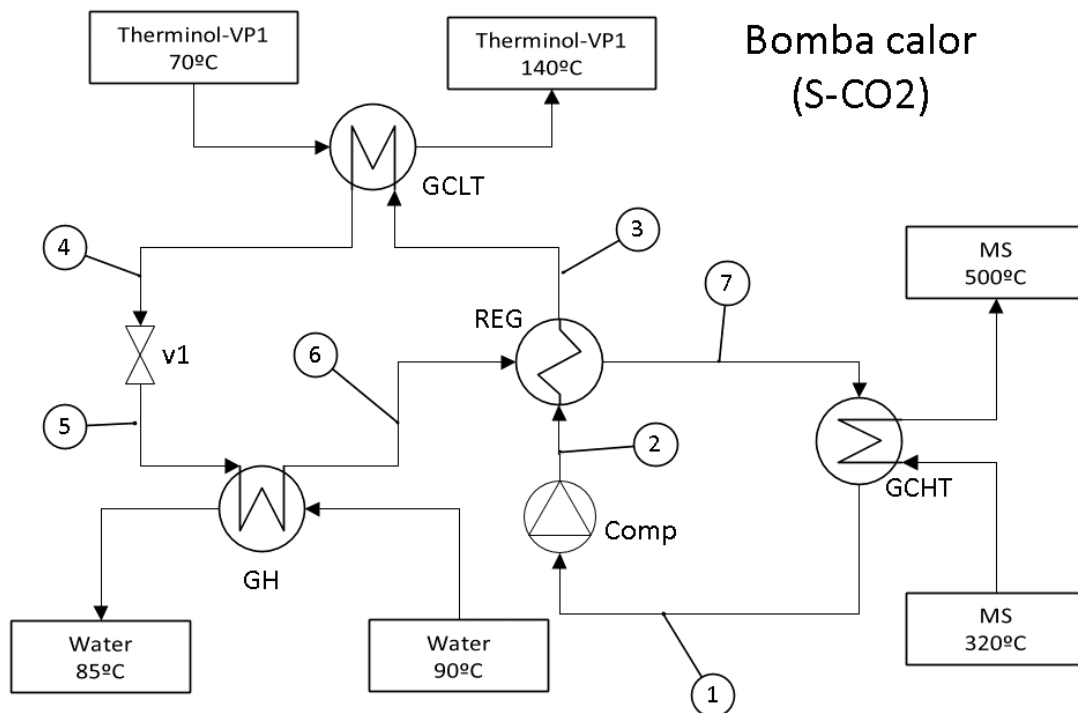 Therminol-VP1
70ºC
Therminol-VP1
140ºC
Bomba calor
(S-CO2)
GCLT
4
3
7
MS
500ºC
REG
v1
6
5
2
GCHT
Comp
GH
Water
85ºC
Water
90ºC
MS
320ºC
1